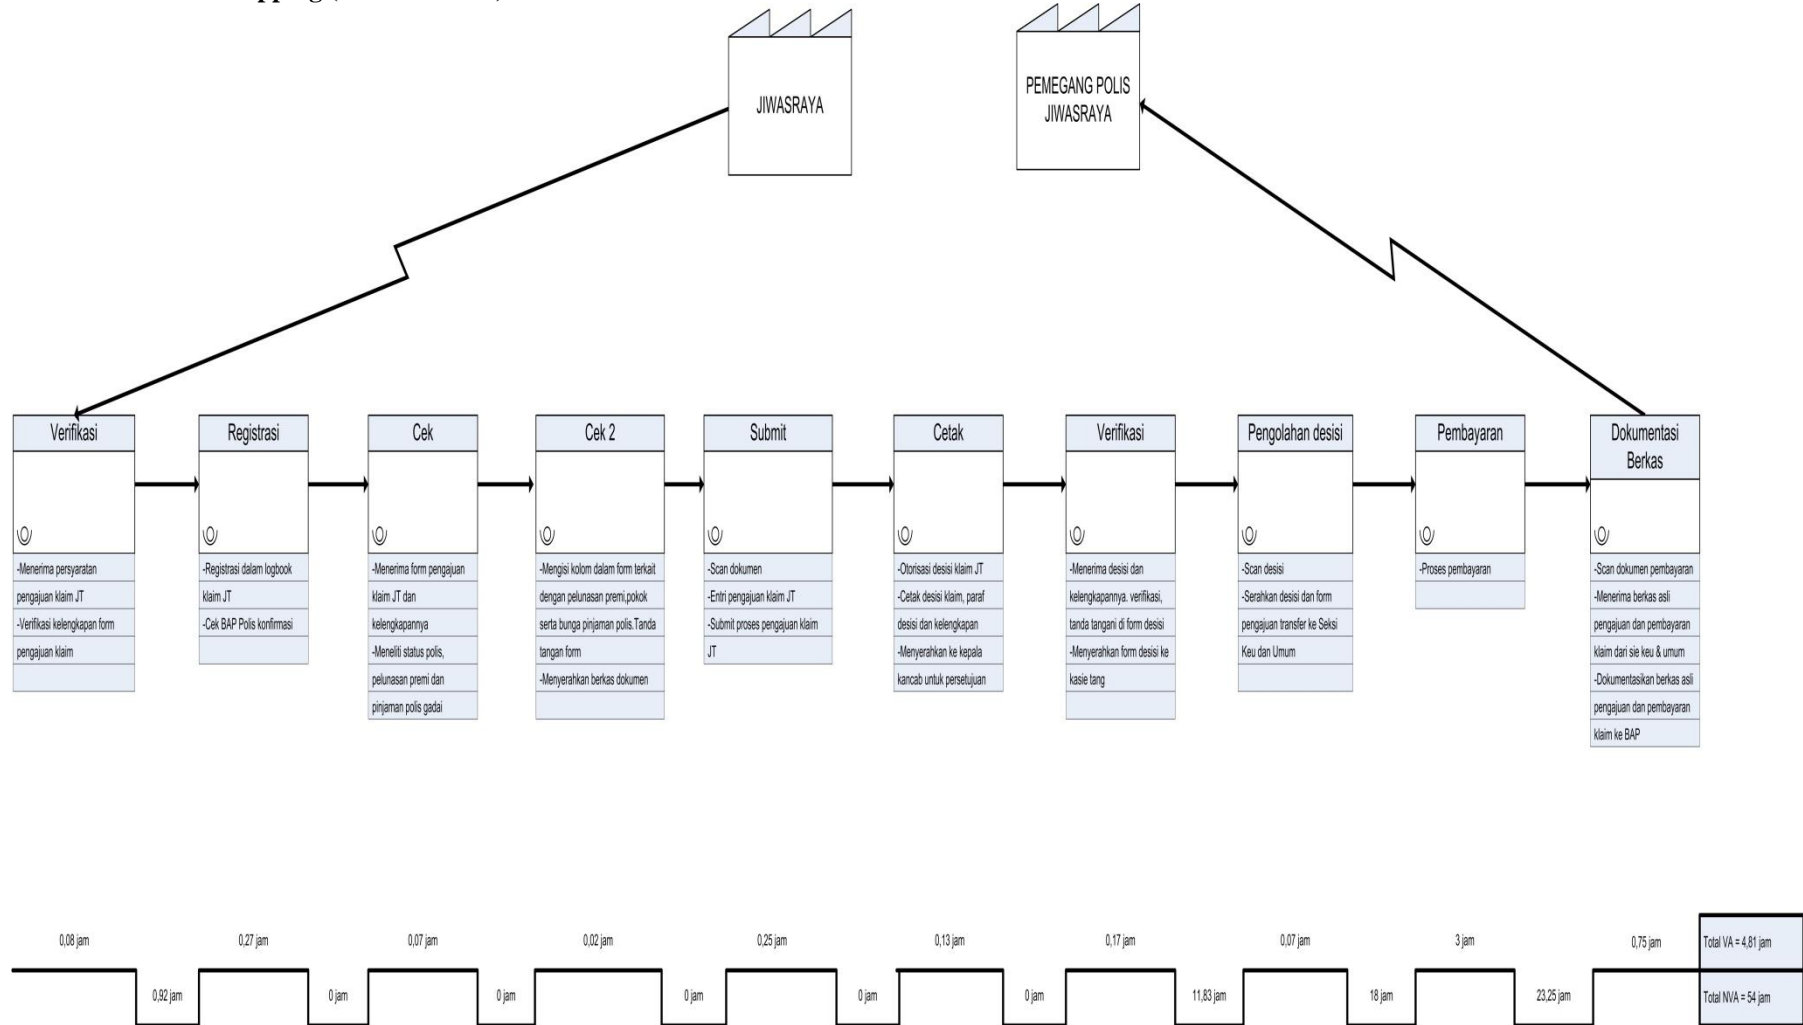 JIWASRAYA
PEMEGANG POLIS
JIWASRAYA
Verifikasi
-Menerima persyaratan
pengajuan klaim JT
-Verifikasi kelengkapan form
pengajuan klaim
Registrasi
-Registrasi dalam logbook
klaim JT
-Cek BAP Polis konfirmasi
Cek
-Menerima form pengajuan
klaim JT dan
kelengkapannya
-Meneliti status polis,
pelunasan premi dan
pinjaman polis gadai
Cek 2
-Mengisi kolom dalam form terkait
dengan pelunasan premi,pokok
serta bunga pinjaman polis.Tanda
tangan form
-Menyerahkan berkas dokumen
Submit
-Scan dokumen
-Entri pengajuan klaim JT
-Submit proses pengajuan klaim
JT
Cetak
-Otorisasi desisi klaim JT
-Cetak desisi klaim, paraf
desisi dan kelengkapan
-Menyerahkan ke kepala
kancab untuk persetujuan
Verifikasi
-Menerima desisi dan
kelengkapannya. verifikasi,
tanda tangani di form desisi
-Menyerahkan form desisi ke
kasie tang
Pengolahan desisi
-Scan desisi
-Serahkan desisi dan form
pengajuan transfer ke Seksi
Keu dan Umum
Pembayaran
-Proses pembayaran
Dokumentasi
Berkas
-Scan dokumen pembayaran
-Menerima berkas asli
pengajuan dan pembayaran
klaim dari sie keu & umum
-Dokumentasikan berkas asli
pengajuan dan pembayaran
klaim ke BAP
0,08 jam
0,27 jam
0,07 jam
0,02 jam
0,25 jam
0,13 jam
0,17 jam
0,07 jam
3 jam
0,75 jam
Total VA = 4,81 jam
0,92 jam
0 jam
0 jam
0 jam
0 jam
0 jam
11,83 jam
18 jam
23,25 jam
Total NVA = 54 jam